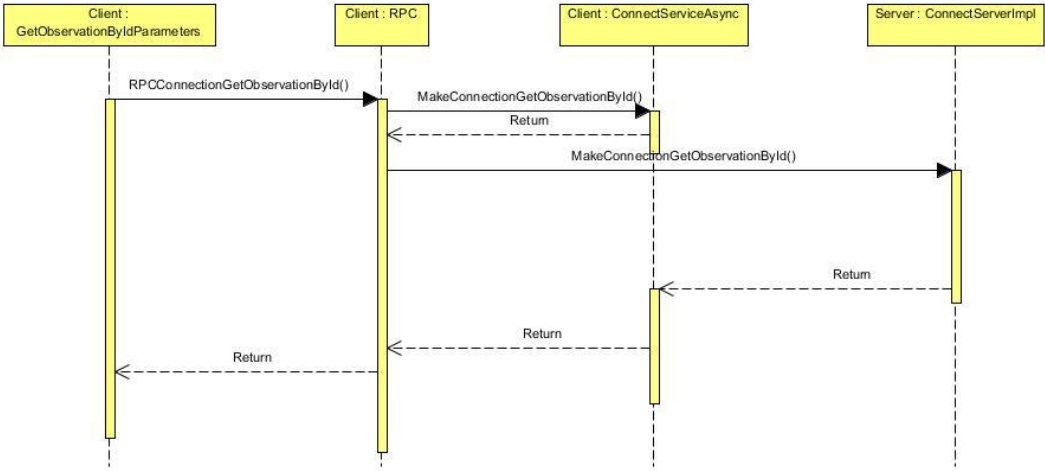 Client :
GetObservationByIdParameters
Client : RPC
Client : ConnectServiceAsync
Server : ConnectServerImpl
RPCConnectionGetObservationById()
MakeConnectionGetObservationById()
Return
MakeConnectionGetObservationById()
Return
Return
Return